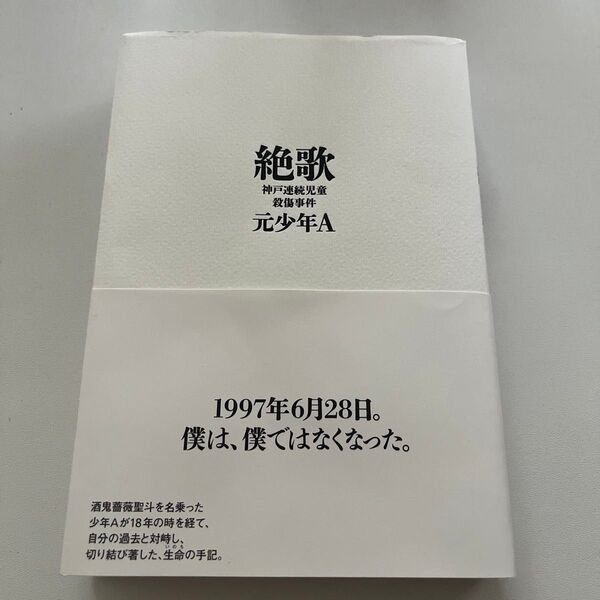 絶歌
神戸連続児童
殺傷事件
元少年A
1997年6月28日。
僕は、僕ではなくなった。
酒鬼薔薇聖斗を名乗った
少年Aが18年の時を経て、
自分の過去と対峙し、
切り結び著した、生命の手記。
いのち